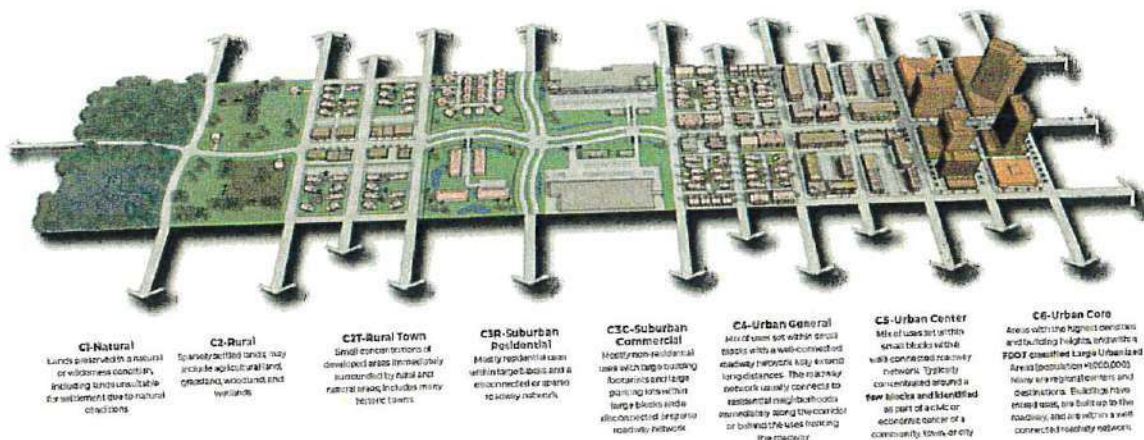 C1-Natural
Lands preserved in a natural
or wilderness condition,
including lands unsuitable
for settlement due to natural
conditions
C2-Rural
Sparsely settled lands; may
include agricultural land,
grassland, woodland, and
wetlands
C2T-Rural Town
Small concentrations of
developed areas immediately
surrounded by rural and
natural areas; includes many
historic towns
C3R-Suburban
Residential
Mostly residential uses
within large blocks and a
disconnected or sparse
roadway network
C3C-Suburban
Commercial
Mostly non-residential
uses with large building
footprints and large
parking lots within
large blocks and a
disconnected or sparse
roadway network
C4-Urban General
Mix of uses set within small
blocks with a well-connected
roadway network. May extend
long distances. The roadway
network usually connects to
residential neighborhoods
immediately along the corridor
or behind the uses fronting
the roadway
C5-Urban Center
Mix of uses set within
small blocks with a
well-connected roadway
network. Typically
concentrated around a
few blocks and identified
as part of a civic or
economic center of a
community, town, or city
C6-Urban Core
Areas with the highest densities
and building heights, and within
FDOT classified Large Urbanized
Areas (population >1,000,000)
Many are regional centers and
destinations. Buildings have
mixed uses, are built up to the
roadway, and are within a well-
connected roadway network